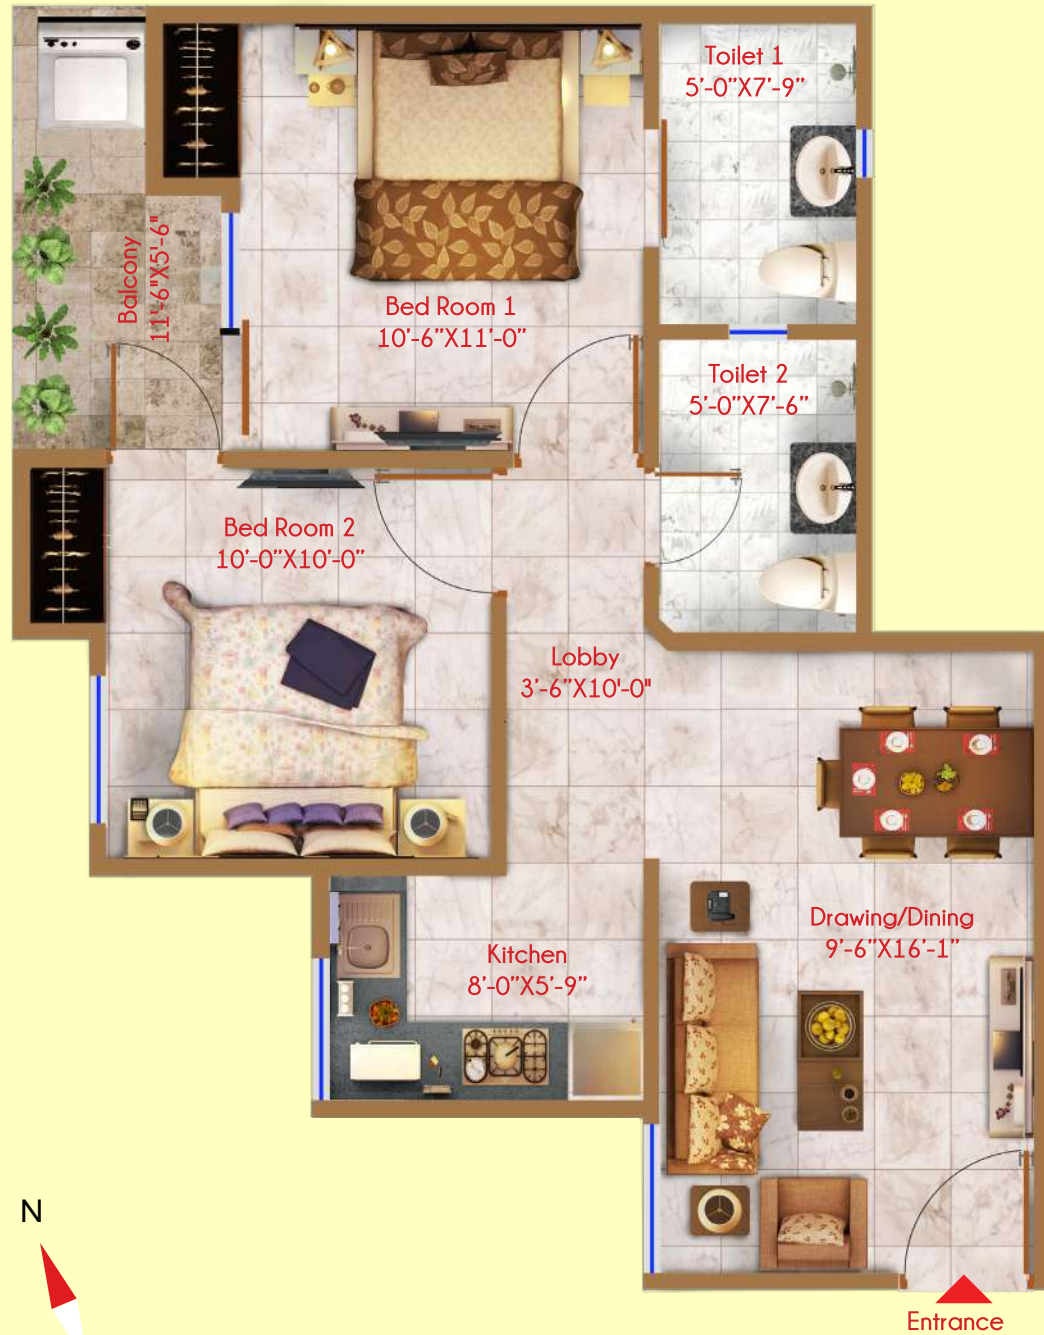 Toilet 1
5'-0"X7'-9"
Balcony
11'-6"X5'-6"
Bed Room 1
10'-6"X11'-0"
Toilet 2
5'-0"X7'-6"
Bed Room 2
10'-0"X10'-0"
Lobby
3'-6"X10'-0"
Drawing/Dining
9'-6"X16'-1"
Kitchen
8'-0"X5'-9"
N
Entrance